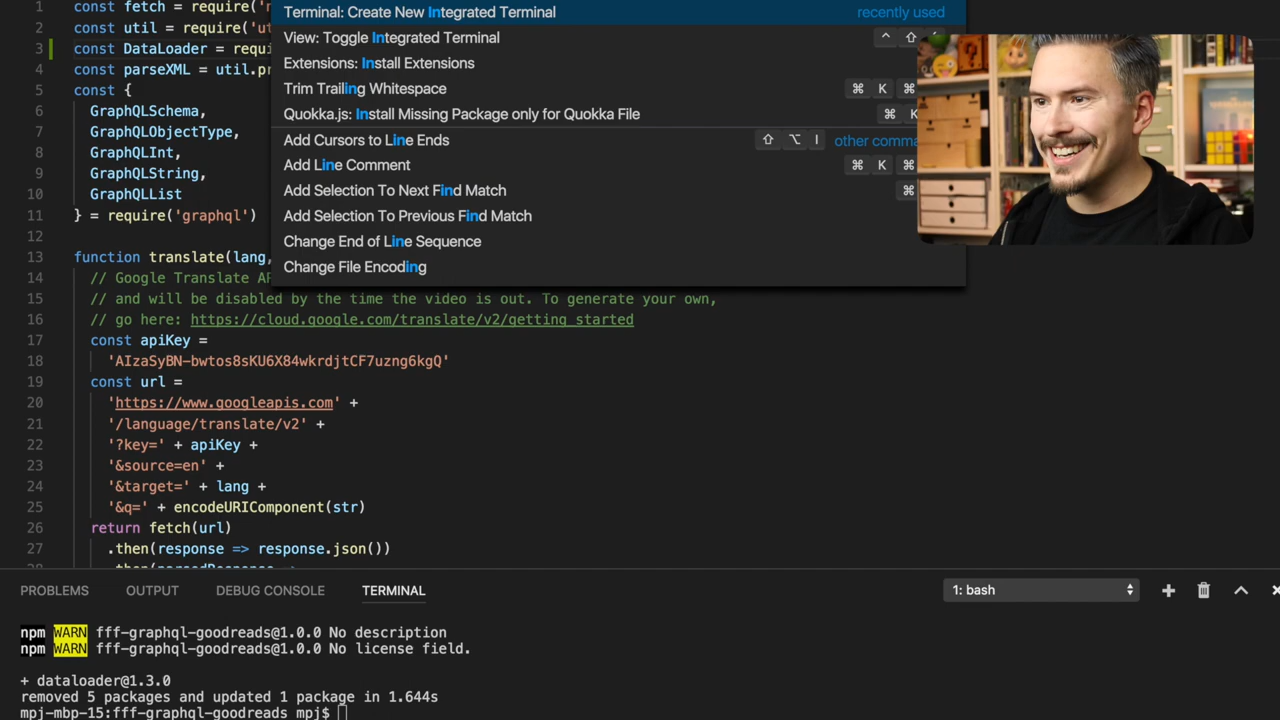 1 const fetch = require('
2 const util = require('ut
3 const DataLoader = requi
4 const parseXML = util.pr
5 const {
6 GraphQLSchema,
7 GraphQLObjectType,
8 GraphQLInt,
9 GraphQLString,
10 GraphQLList
11 } = require('graphql')
12
13 function translate(lang,
14 // Google Translate AP
15 // and will be disabled by the time the video is out. To generate your own,
16 // go here: https://cloud.google.com/translate/v2/getting_started
17 const apiKey =
18 'AIzaSyBN-bwtos8sKU6X84wkrdjtCF7uzng6kgQ'
19 const url =
20 'https://www.googleapis.com' +
21 '/language/translate/v2' +
22 '?key=' + apiKey +
23 '&source=en' +
24 '&target=' + lang +
25 '&q=' + encodeURIComponent(str)
26 return fetch(url)
27 .then(response => response.json())
Terminal: Create New Integrated Terminal recently used
View: Toggle Integrated Terminal ⌃ ⇧
Extensions: Install Extensions
Trim Trailing Whitespace ⌘ K ⌘
Quokka.js: Install Missing Package only for Quokka File ⌘ K
Add Cursors to Line Ends ⇧ ⌥ I other comma
Add Line Comment ⌘ K ⌘
Add Selection To Next Find Match ⌘
Add Selection To Previous Find Match
Change End of Line Sequence
Change File Encoding
PROBLEMS OUTPUT DEBUG CONSOLE TERMINAL 1: bash
npm WARN fff-graphql-goodreads@1.0.0 No description
npm WARN fff-graphql-goodreads@1.0.0 No license field.
+ dataloader@1.3.0
removed 5 packages and updated 1 package in 1.644s
mpj-mbp-15:fff-graphql-goodreads mpj$